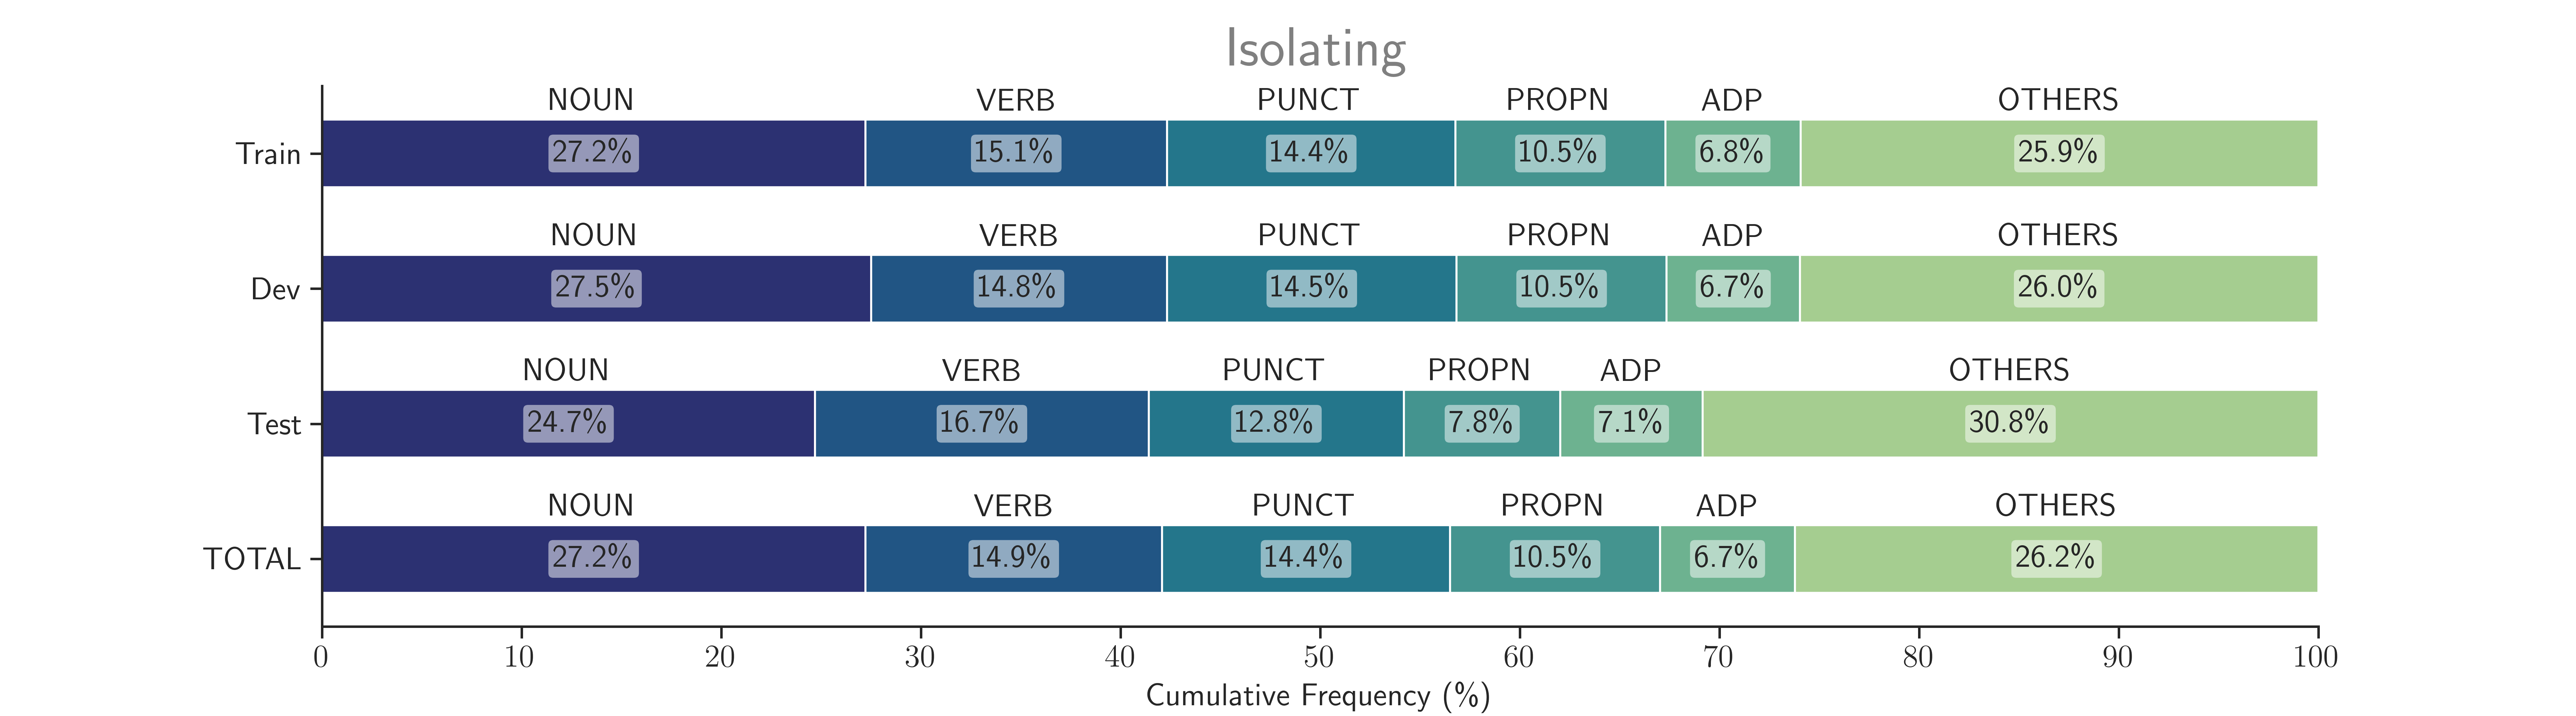 Isolating
NOUN VERB PUNCT PROPN ADP OTHERS
Train 27.2% 15.1% 14.4% 10.5% 6.8% 25.9%
NOUN VERB PUNCT PROPN ADP OTHERS
Dev 27.5% 14.8% 14.5% 10.5% 6.7% 26.0%
NOUN VERB PUNCT PROPN ADP OTHERS
Test 24.7% 16.7% 12.8% 7.8% 7.1% 30.8%
NOUN VERB PUNCT PROPN ADP OTHERS
TOTAL 27.2% 14.9% 14.4% 10.5% 6.7% 26.2%
0 10 20 30 40 50 60 70 80 90 100
Cumulative Frequency (%)